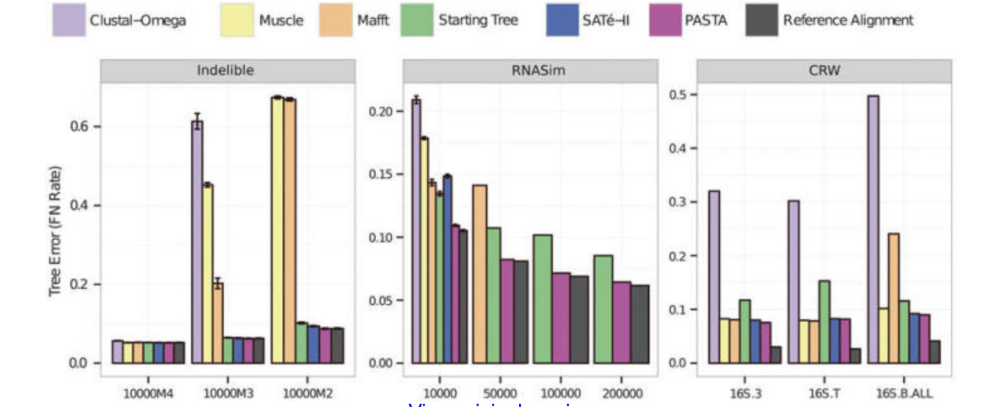 Clustal-Omega Muscle Mafft Starting Tree SATé-II PASTA Reference Alignment
Indelible RNASim CRW
Tree Error (FN Rate)
0.6
0.4
0.2
0.0
10000M4 10000M3 10000M2
0.20
0.15
0.10
0.05
0.00
10000 50000 100000 200000
0.5
0.4
0.3
0.2
0.1
0.0
16S.3 16S.T 16S.B.ALL